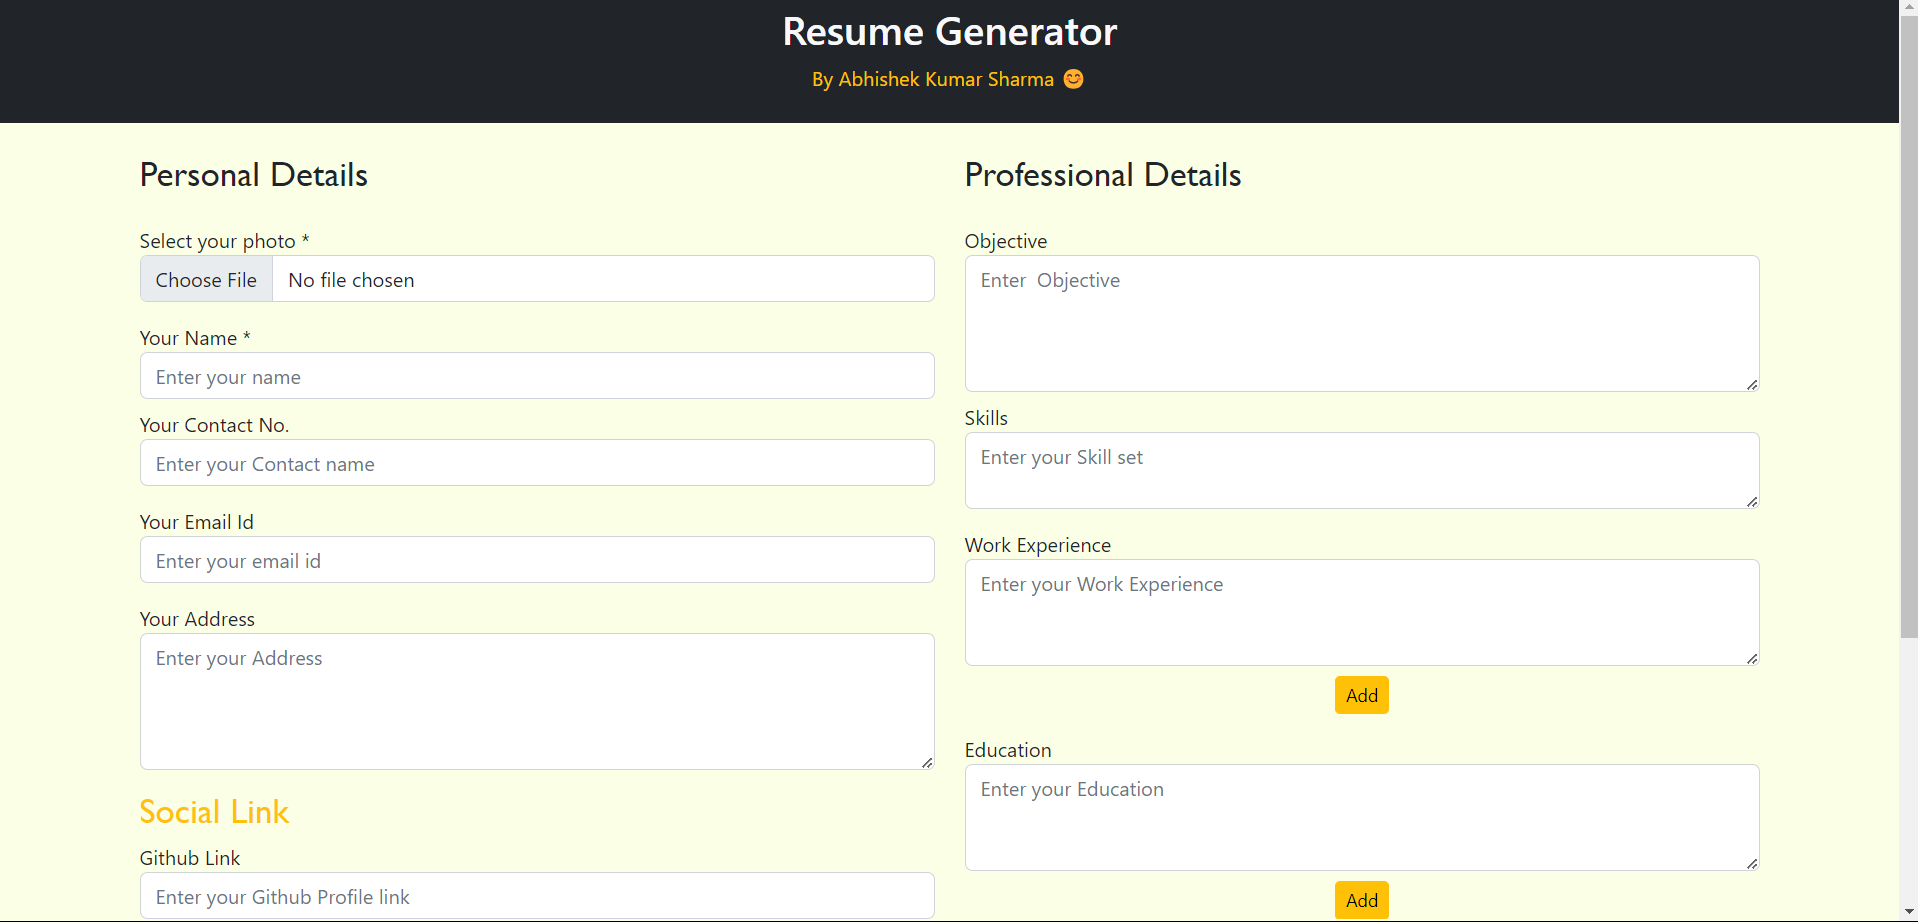 Resume Generator
By Abhishek Kumar Sharma 😊
Personal Details
Select your photo *
Choose File No file chosen
Your Name *
Enter your name
Your Contact No.
Enter your Contact name
Your Email Id
Enter your email id
Your Address
Enter your Address
Social Link
Github Link
Enter your Github Profile link
Professional Details
Objective
Enter  Objective
Skills
Enter your Skill set
Work Experience
Enter your Work Experience
Add
Education
Enter your Education
Add